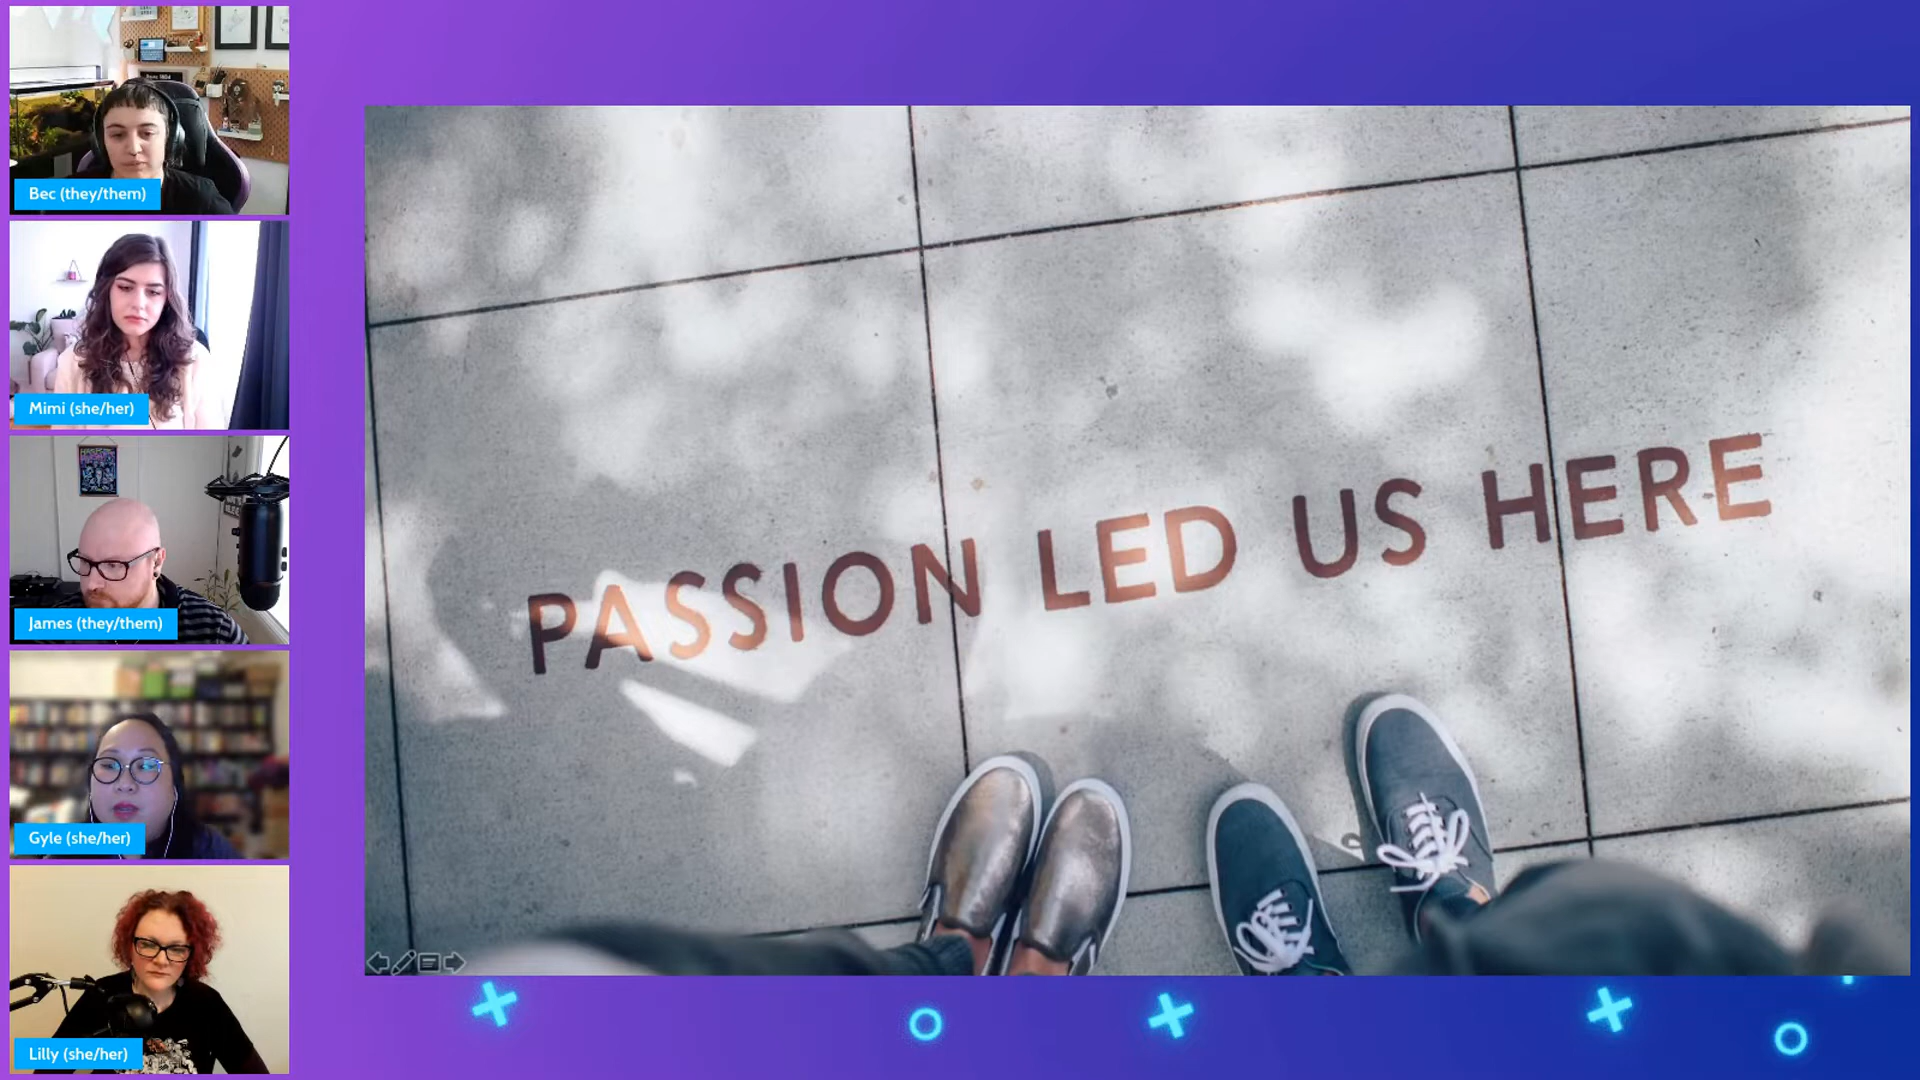 Bec (they/them)
Mimi (she/her)
James (they/them)
Gyle (she/her)
Lilly (she/her)
PASSION LED US HERE